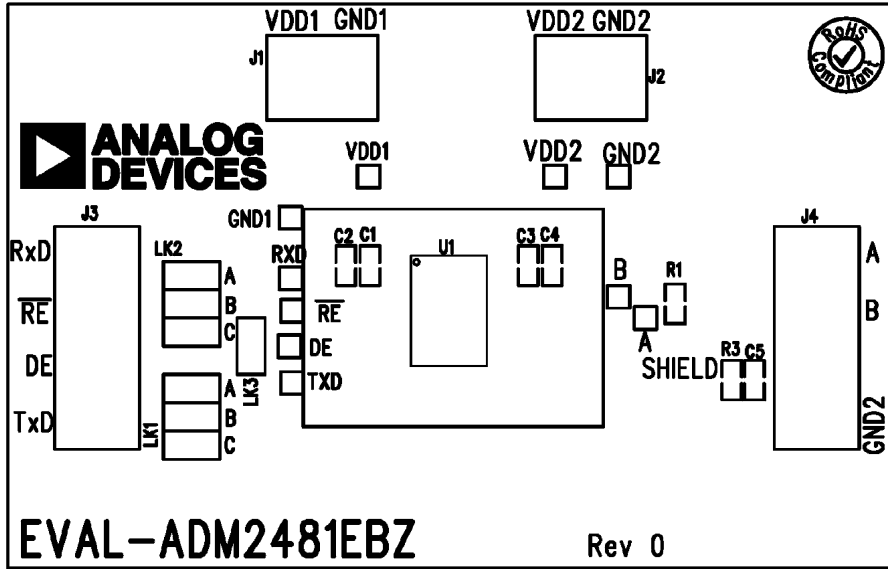 VDD1 GND1
J1
VDD2 GND2
J2
RoHS
Compliant
ANALOG
DEVICES
VDD1
VDD2
GND2
J3
RxD
RE
DE
TxD
LK2
A
B
C
LK3
LK1
A
B
C
GND1
RXD
RE
DE
TXD
C2 C1
U1
C3 C4
B
A
R1
SHIELD
R3 C5
J4
A
B
GND2
EVAL-ADM2481EBZ
Rev 0